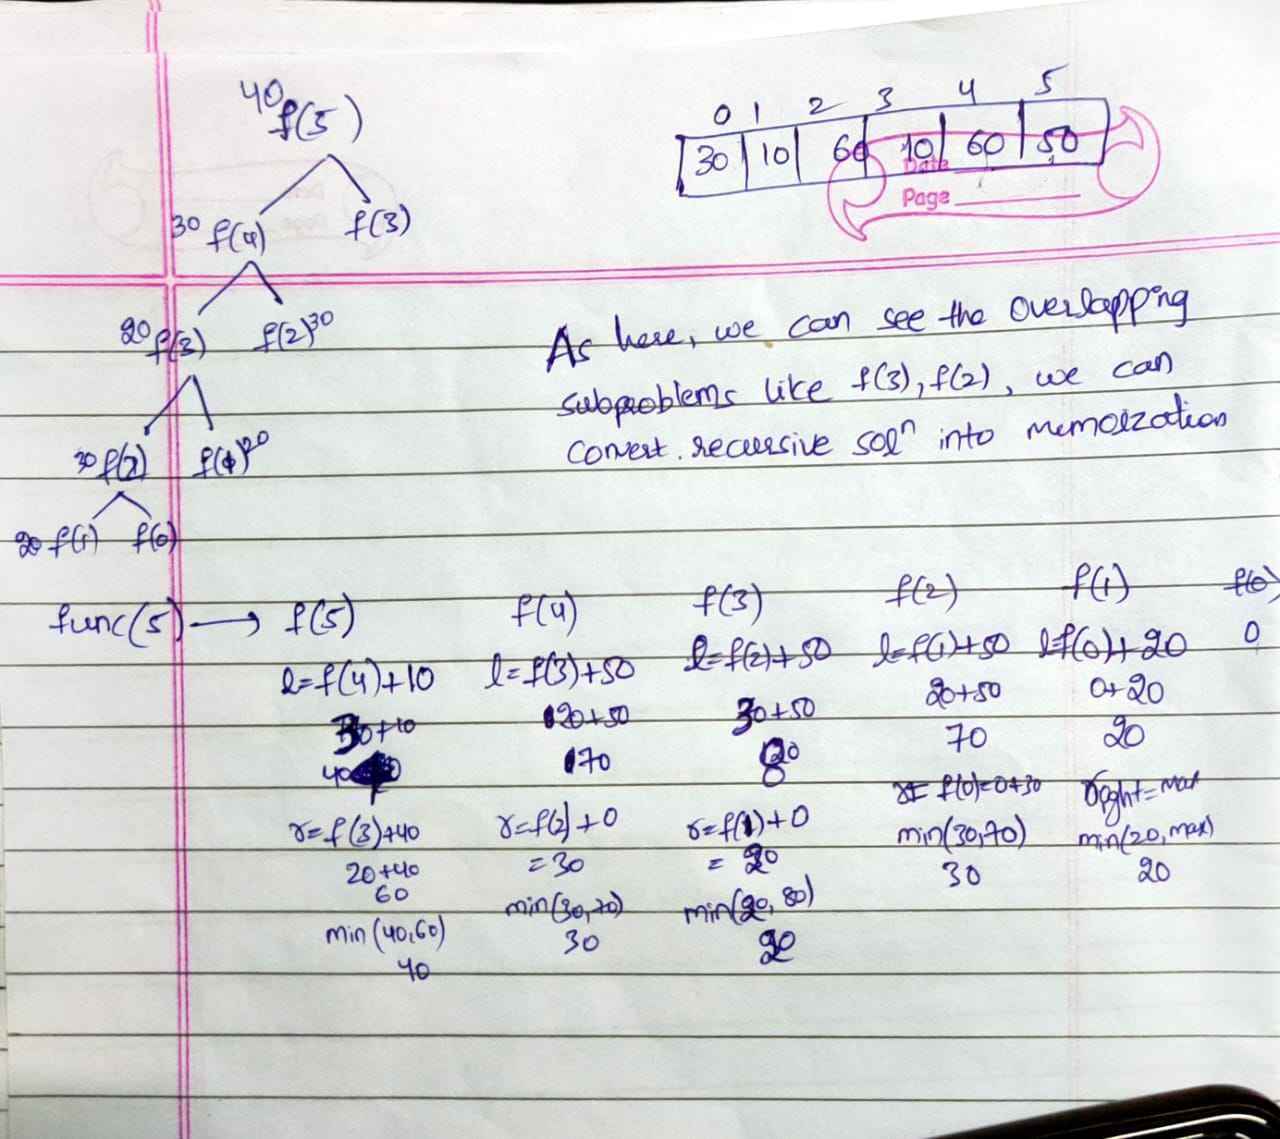 40 f(5)
0 1 2 3 4 5
30 10 60 10 60 50
Date
Page
30 f(4) f(3)
20 f(3) f(2) 30
As here, we can see the overlapping
subproblems like f(3), f(2), we can
convert recursive solⁿ into memoization
30 f(2) f(1) 20
20 f(1) f(0)
func(5) → f(5) f(4) f(3) f(2) f(1) f(0)
l=f(4)+10 l=f(3)+50 l=f(2)+50 l=f(1)+50 l=f(0)+20 0
30+10 20+50 30+50 20+50 0+20
40 70 80 70 20
r=f(3)+40 r=f(2)+0 r=f(1)+0 r= f(0)=0+30 right=max
20+40 =30 = 20 min(30,70) min(20,max)
60 min(30,70) min(20, 80) 30 20
min(40,60) 30 20
40